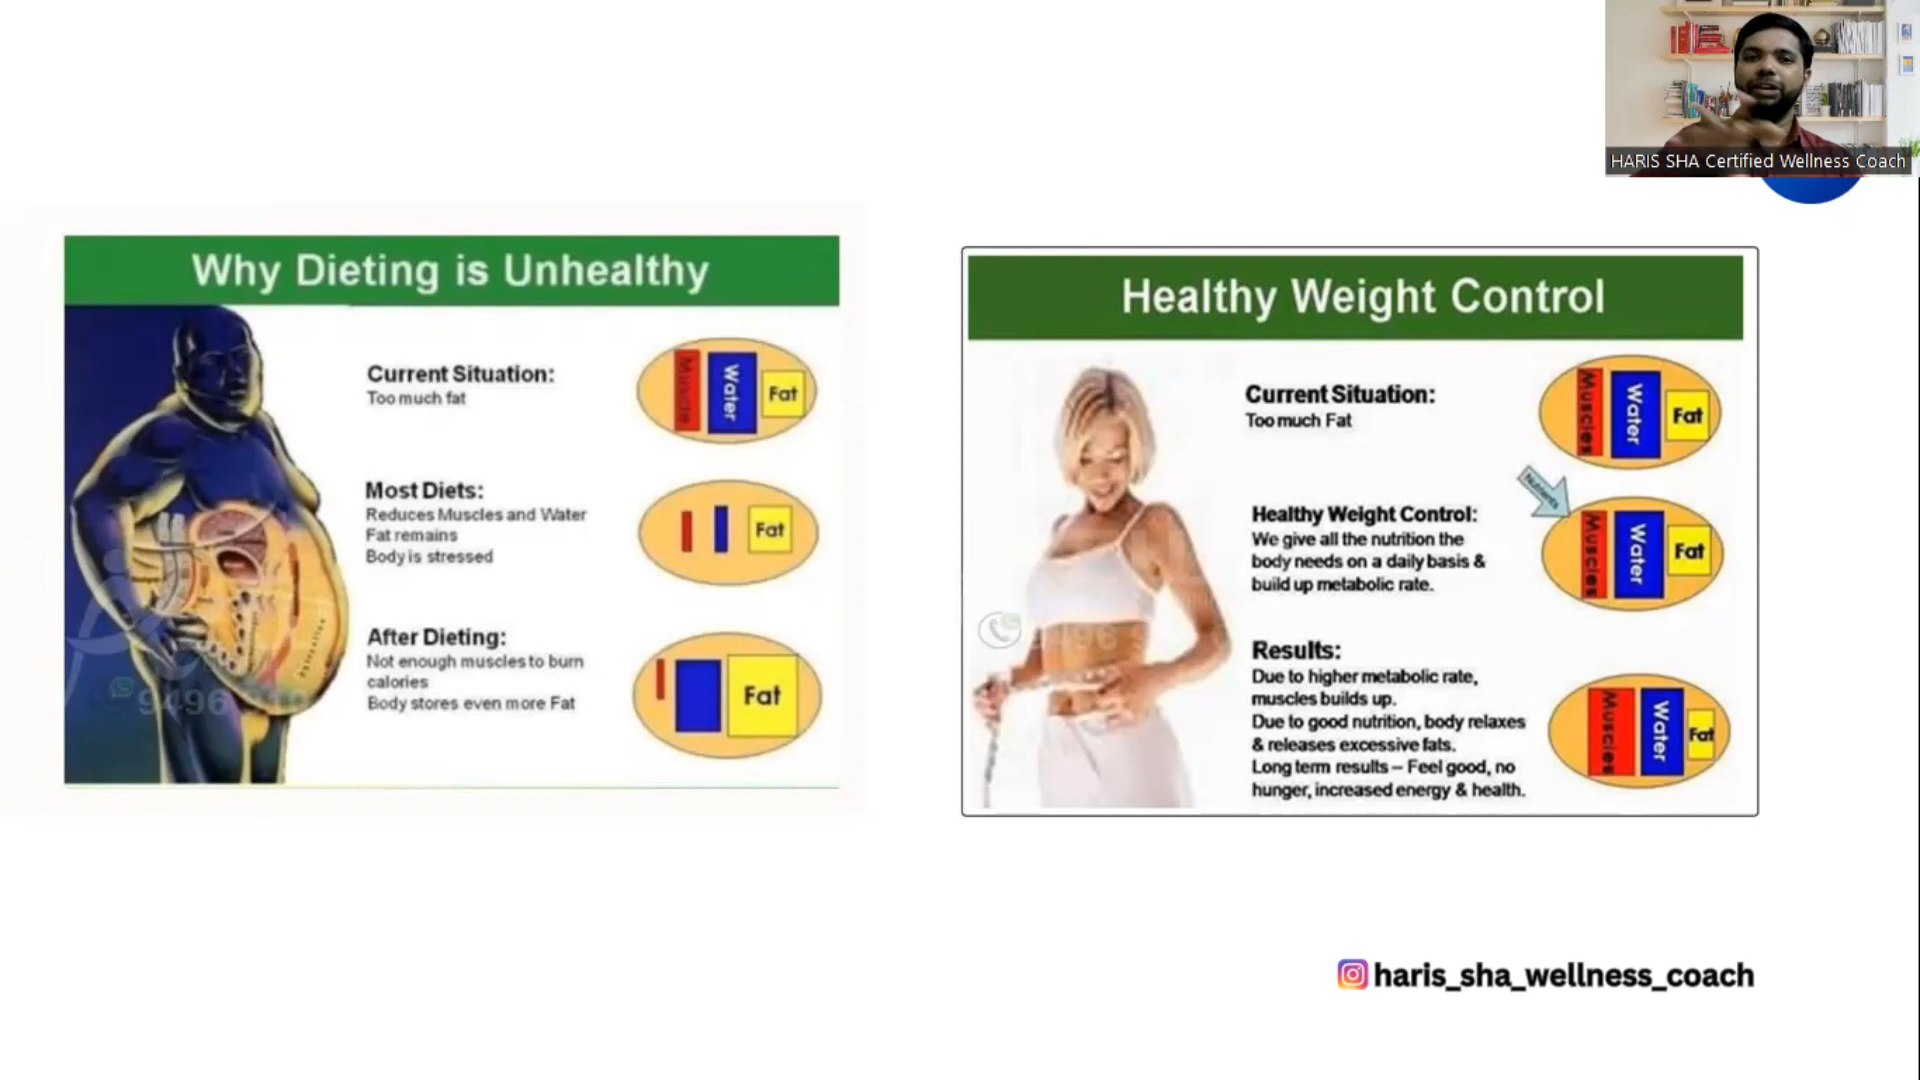 HARIS SHA Certified Wellness Coach
Why Dieting is Unhealthy
Current Situation:
Too much fat
Muscle
Water
Fat
Most Diets:
Reduces Muscles and Water
Fat remains
Body is stressed
Fat
After Dieting:
Not enough muscles to burn
calories
Body stores even more Fat
Fat
Healthy Weight Control
Current Situation:
Too much Fat
Muscles
Water
Fat
Nutrients
Healthy Weight Control:
We give all the nutrition the
body needs on a daily basis &
build up metabolic rate.
Muscles
Water
Fat
Results:
Due to higher metabolic rate,
muscles builds up.
Due to good nutrition, body relaxes
& releases excessive fats.
Long term results – Feel good, no
hunger, increased energy & health.
Muscles
Water
Fat
haris_sha_wellness_coach